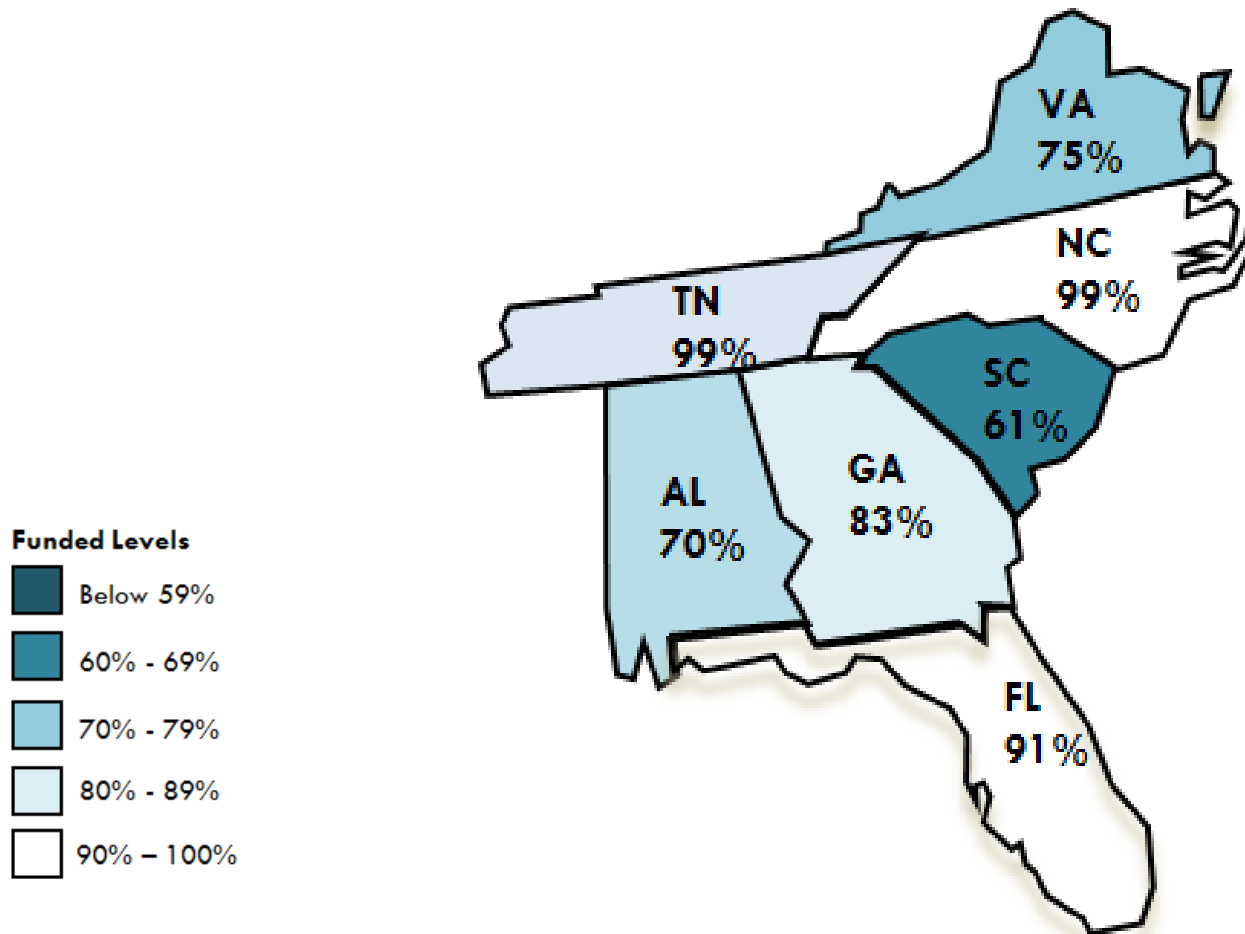 VA
75%
NC
99%
TN
99%
SC
61%
GA
83%
AL
70%
FL
91%
Funded Levels
Below 59%
60% - 69%
70% - 79%
80% - 89%
90% – 100%